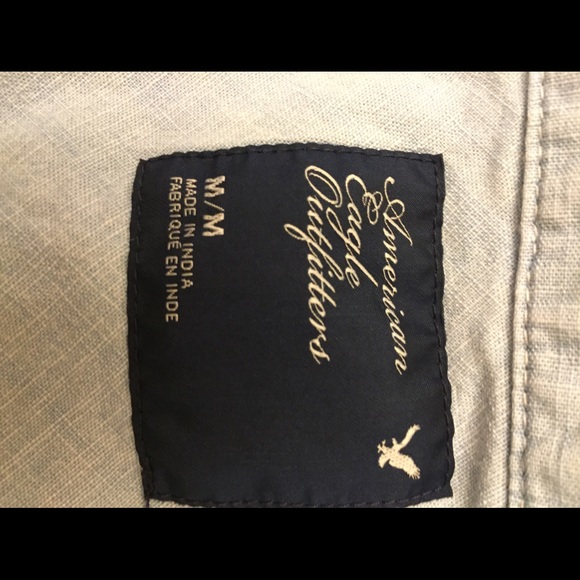 American
Eagle
Outfitters
M/M
MADE IN INDIA
FABRIQUÉ EN INDE